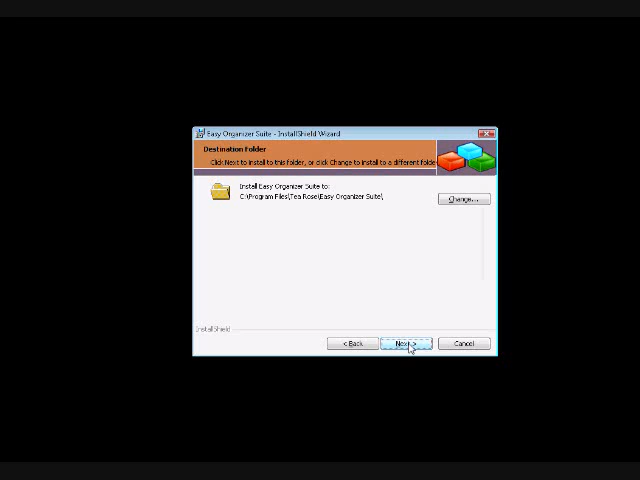 Easy Organizer Suite - InstallShield Wizard
Destination Folder
Click Next to install to this folder, or click Change to install to a different folde
Install Easy Organizer Suite to:
C:\Program Files\Tea Rose\Easy Organizer Suite\
Change...
InstallShield
< Back
Next >
Cancel